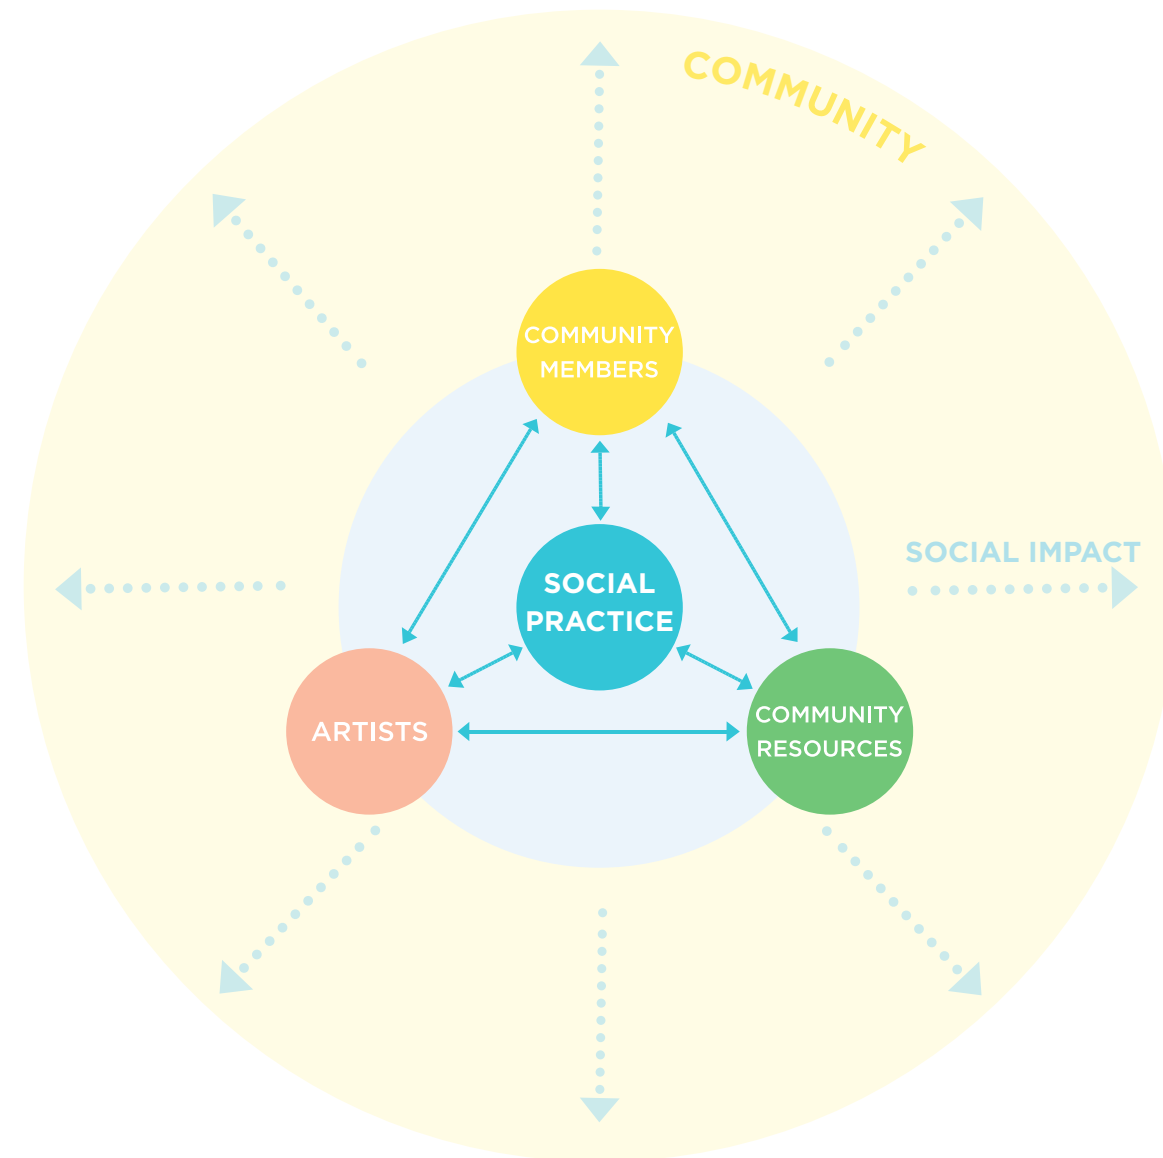 COMMUNITY
COMMUNITY
MEMBERS
SOCIAL IMPACT
SOCIAL
PRACTICE
ARTISTS
COMMUNITY
RESOURCES